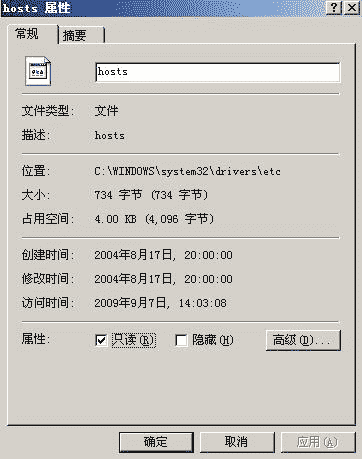 hosts 属性
常规 摘要
hosts
文件类型: 文件
描述: hosts
位置: C:\WINDOWS\system32\drivers\etc
大小: 734 字节 (734 字节)
占用空间: 4.00 KB (4,096 字节)
创建时间: 2004年8月17日, 20:00:00
修改时间: 2004年8月17日, 20:00:00
访问时间: 2009年9月7日, 14:03:08
属性: 只读(R) 隐藏(H) 高级(D)...
确定 取消 应用(A)